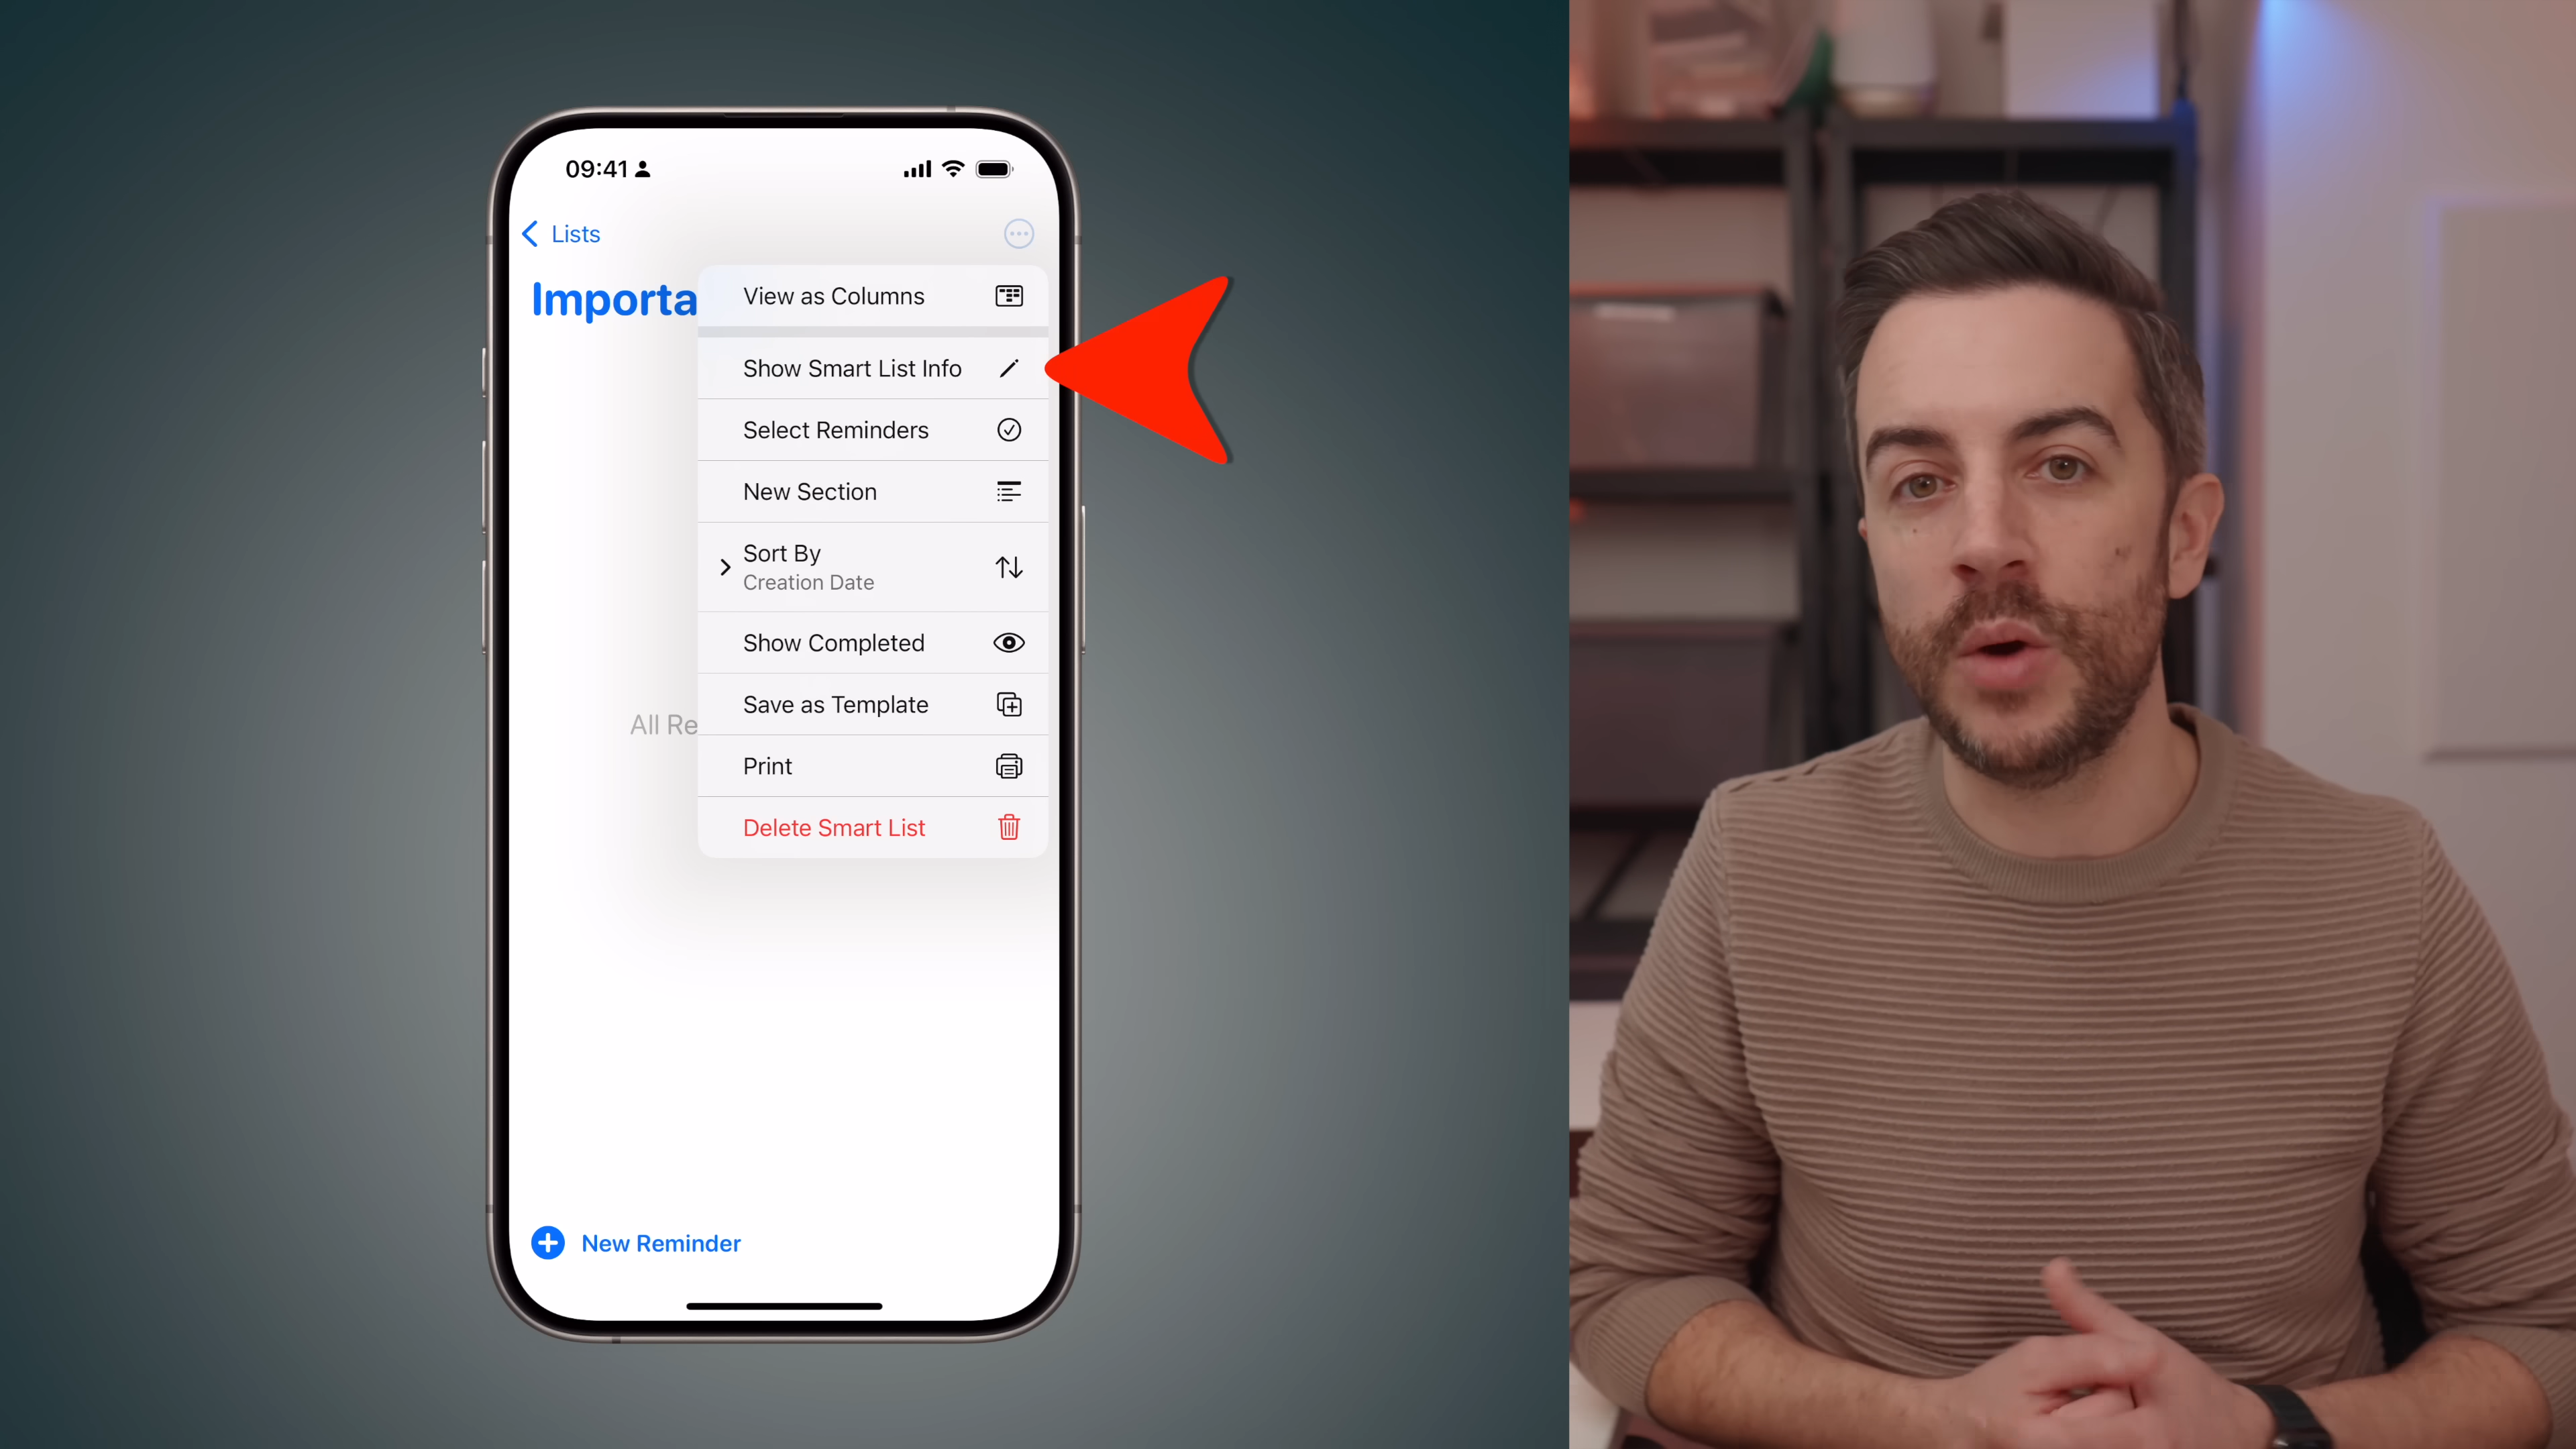 09:41
Lists
Importa
View as Columns
Show Smart List Info
Select Reminders
New Section
Sort By
Creation Date
Show Completed
All Re
Save as Template
Print
Delete Smart List
New Reminder